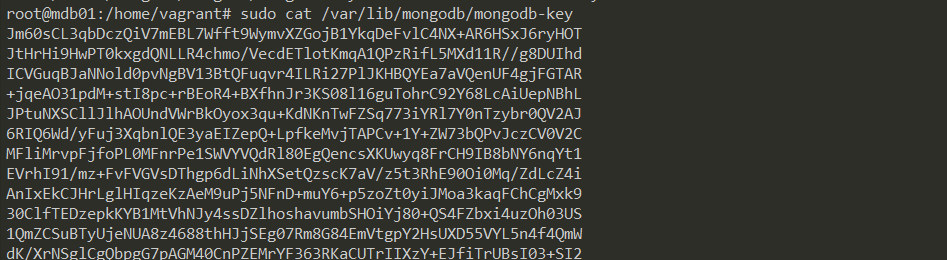 root@mdb01:/home/vagrant# sudo cat /var/lib/mongodb/mongodb-key
Jm60sCL3qbDczQiV7mEBL7Wfft9WymvXZGojB1YkqDeFvlC4NX+AR6HSxJ6ryHOT
JtHrHi9HwPT0kxgdQNLLR4chmo/VecdETlotKmqA1QPzRifL5MXd11R//g8DUIhd
ICVGuqBJaNNold0pvNgBV13BtQFuqvr4ILRi27PlJKHBQYEa7aVQenUF4gjFGTAR
+jqeAO31pdM+stI8pc+rBEoR4+BXfhnJr3KS08l16guTohrC92Y68LcAiUepNBhL
JPtuNXSCllJlhAOUndVWrBkOyox3qu+KdNKnTwFZSq773iYRl7Y0nTzybr0QV2AJ
6RIQ6Wd/yFuj3XqbnlQE3yaEIZepQ+LpfkeMvjTAPCv+1Y+ZW73bQPvJczCV0V2C
MFliMrvpFjfoPL0MFnrPe1SWVYVQdRl80EgQencsXKUwyq8FrCH9IB8bNY6nqYt1
EVrhI91/mz+FvFVGVsDThgp6dLiNhXSetQzscK7aV/z5t3RhE90Oi0Mq/ZdLcZ4i
AnIxEkCJHrLglHIqzeKzAeM9uPj5NFnD+muY6+p5zoZt0yiJMoa3kaqFChCgMxk9
30ClfTEDzepkKYB1MtVhNJy4ssDZlhoshavumbSHOiYj80+QS4FZbxi4uzOh03US
1QmZCSuBTyUjeNUA8z4688thHJjSEg07Rm8G84EmVtgpY2HsUXD55VYL5n4f4QmW
dK/XrNSglCgQbpgG7pAGM40CnPZEMrYF363RKaCUTrIIXzY+EJfiTrUBsI03+SI2